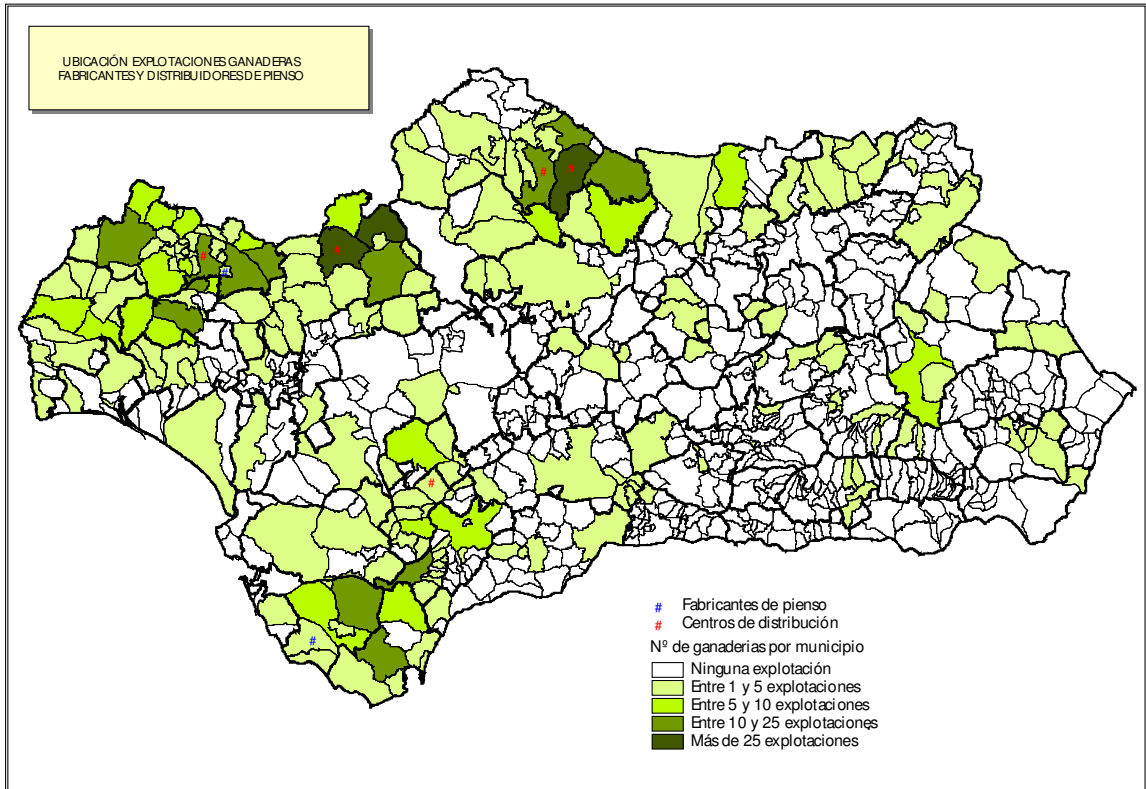 UBICACIÓN EXPLOTACIONES GANADERAS
FABRICANTES Y DISTRIBUIDORES DE PIENSO
#
#
#
#
#
#
#
# Fabricantes de pienso
# Centros de distribución
Nº de ganaderias por municipio
Ninguna explotación
Entre 1 y 5 explotaciones
Entre 5 y 10 explotaciones
Entre 10 y 25 explotaciones
Más de 25 explotaciones